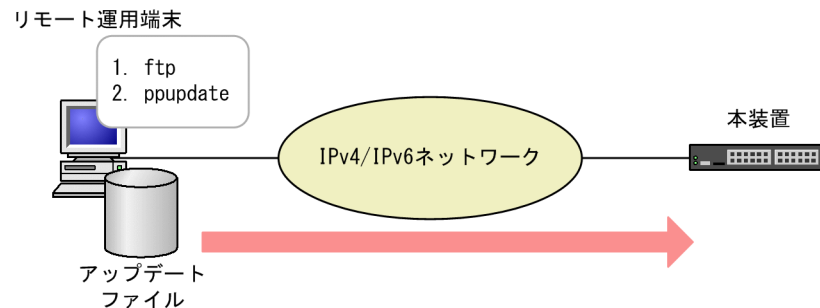 リモート運用端末
1. ftp
2. ppupdate
IPv4/IPv6ネットワーク
本装置
アップデート
ファイル